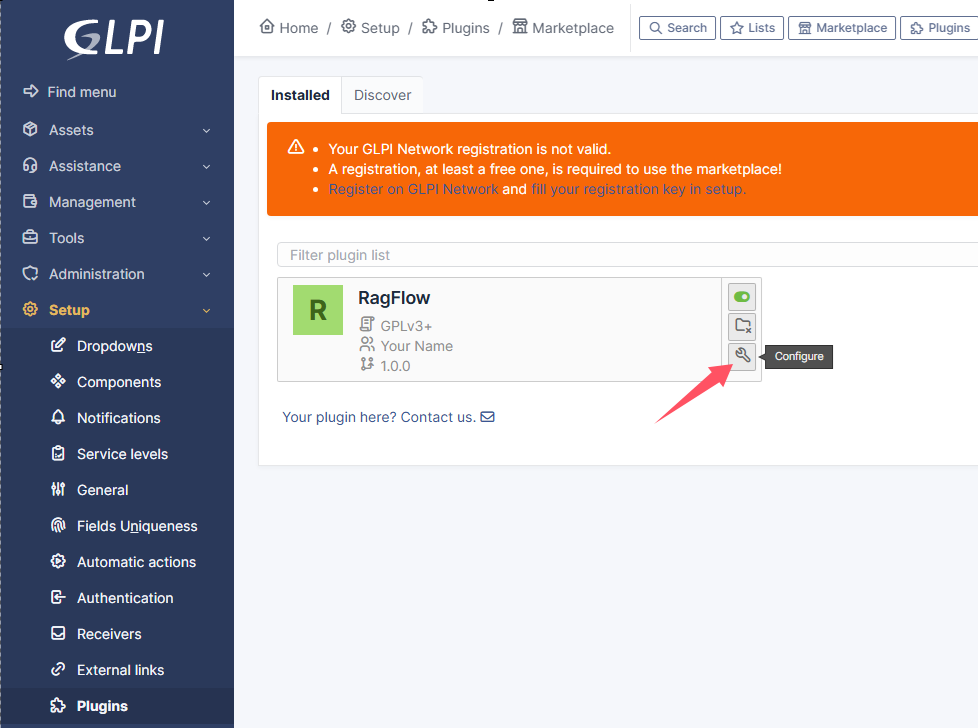 GLPI
Home / Setup / Plugins / Marketplace
Search
Lists
Marketplace
Plugins
Find menu
Assets
Assistance
Management
Tools
Administration
Setup
Dropdowns
Components
Notifications
Service levels
General
Fields Uniqueness
Automatic actions
Authentication
Receivers
External links
Plugins
Installed
Discover
Your GLPI Network registration is not valid.
A registration, at least a free one, is required to use the marketplace!
Register on GLPI Network and fill your registration key in setup.
Filter plugin list
R
RagFlow
GPLv3+
Your Name
1.0.0
Configure
Your plugin here? Contact us.